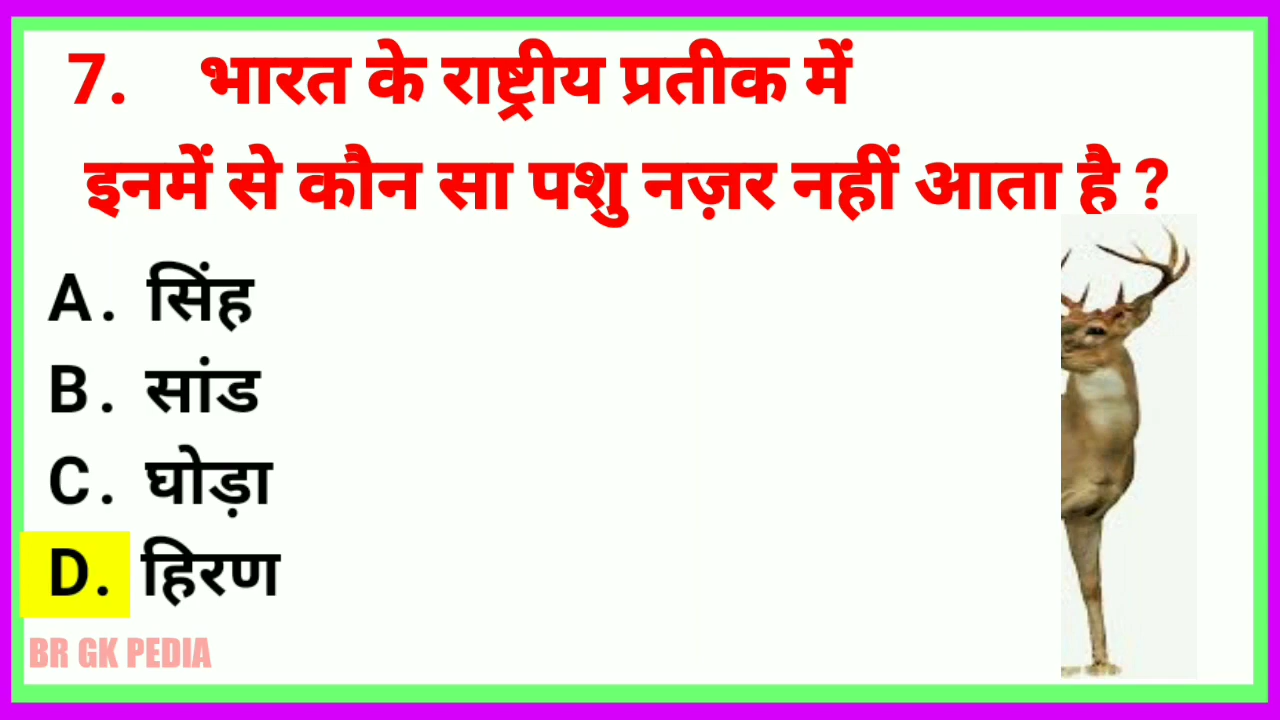 7. भारत के राष्ट्रीय प्रतीक में
इनमें से कौन सा पशु नज़र नहीं आता है ?
A. सिंह
B. सांड
C. घोड़ा
D. हिरण
BR GK PEDIA